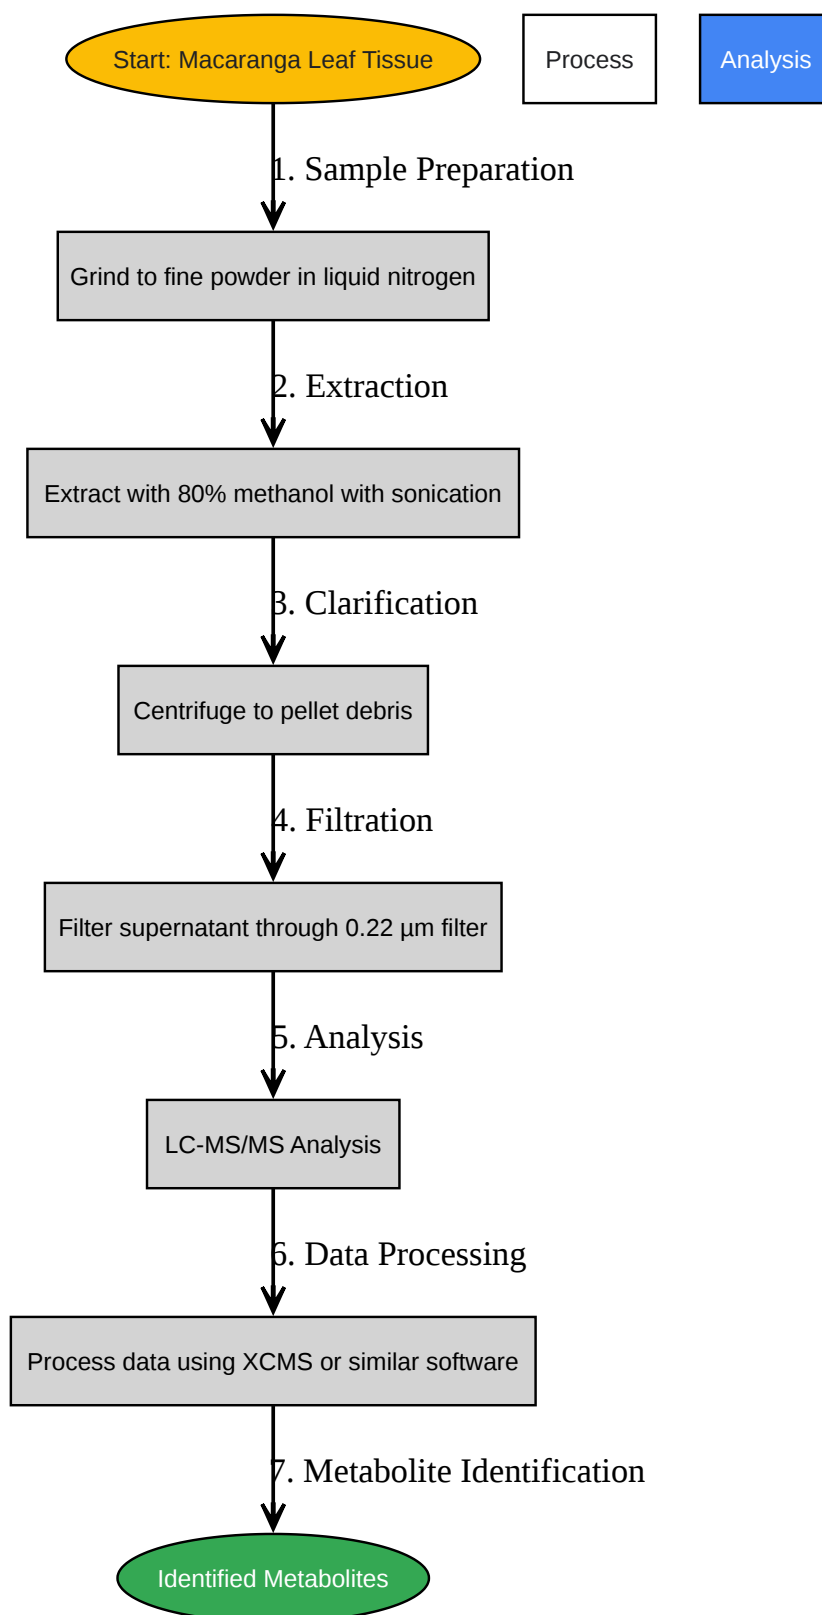 Start: Macaranga Leaf Tissue
Process
Analysis
1. Sample Preparation
Grind to fine powder in liquid nitrogen
2. Extraction
Extract with 80% methanol with sonication
3. Clarification
Centrifuge to pellet debris
4. Filtration
Filter supernatant through 0.22 µm filter
5. Analysis
LC-MS/MS Analysis
6. Data Processing
Process data using XCMS or similar software
7. Metabolite Identification
Identified Metabolites